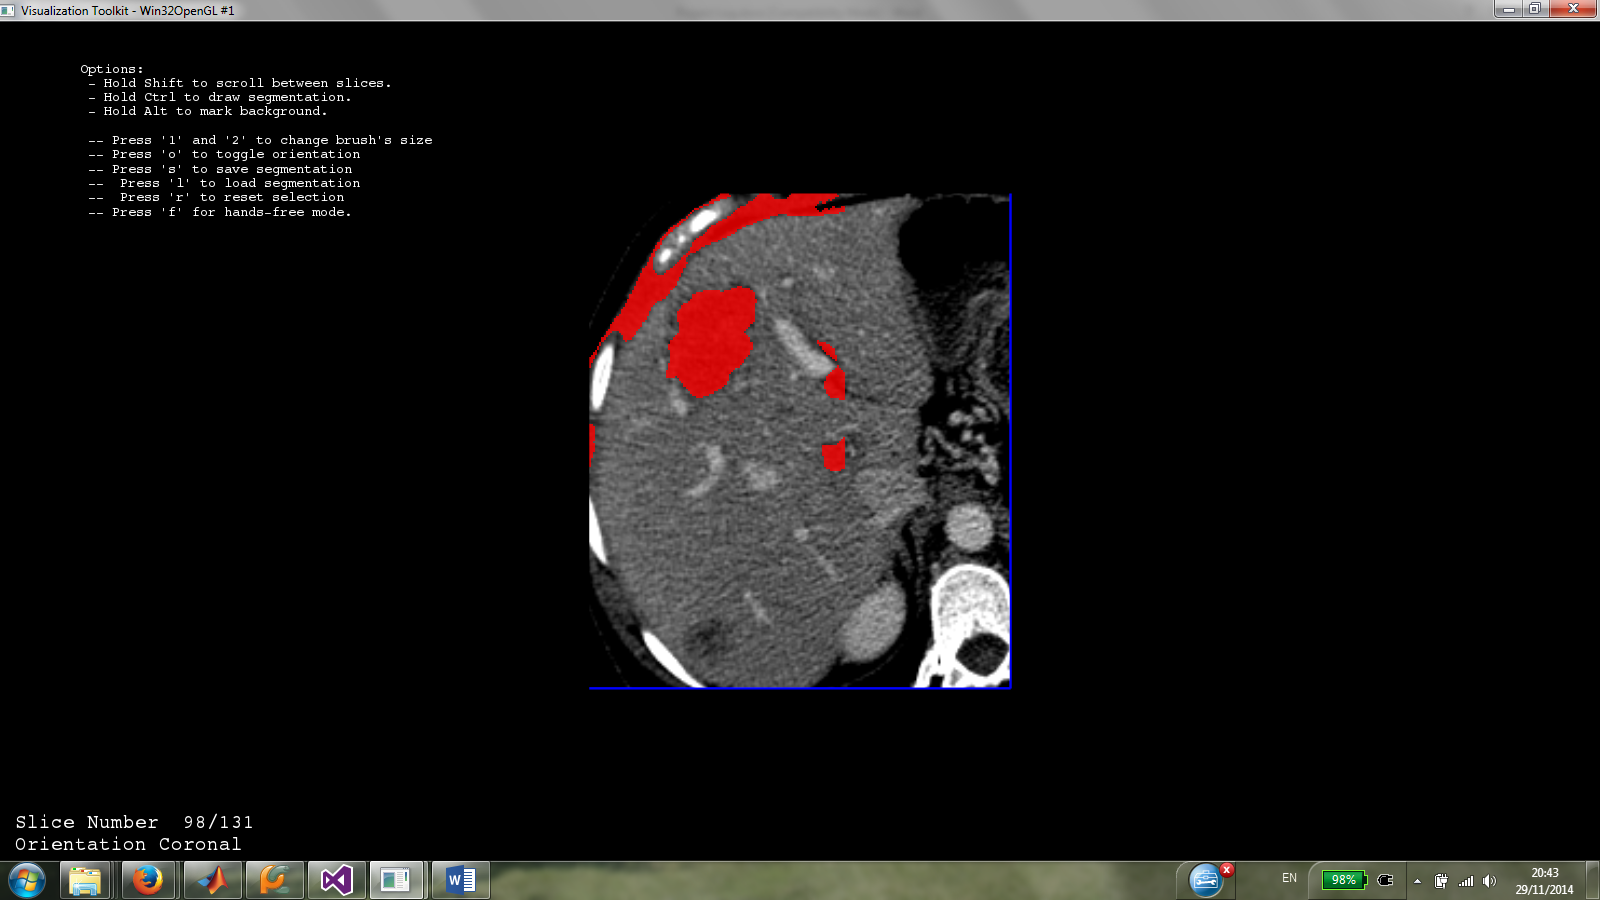 Visualization Toolkit - Win32OpenGL #1
Options:
- Hold Shift to scroll between slices.
- Hold Ctrl to draw segmentation.
- Hold Alt to mark background.
-- Press '1' and '2' to change brush's size
-- Press 'o' to toggle orientation
-- Press 's' to save segmentation
--  Press 'l' to load segmentation
--  Press 'r' to reset selection
-- Press 'f' for hands-free mode.
Slice Number  98/131
Orientation Coronal
EN
98%
20:43
29/11/2014